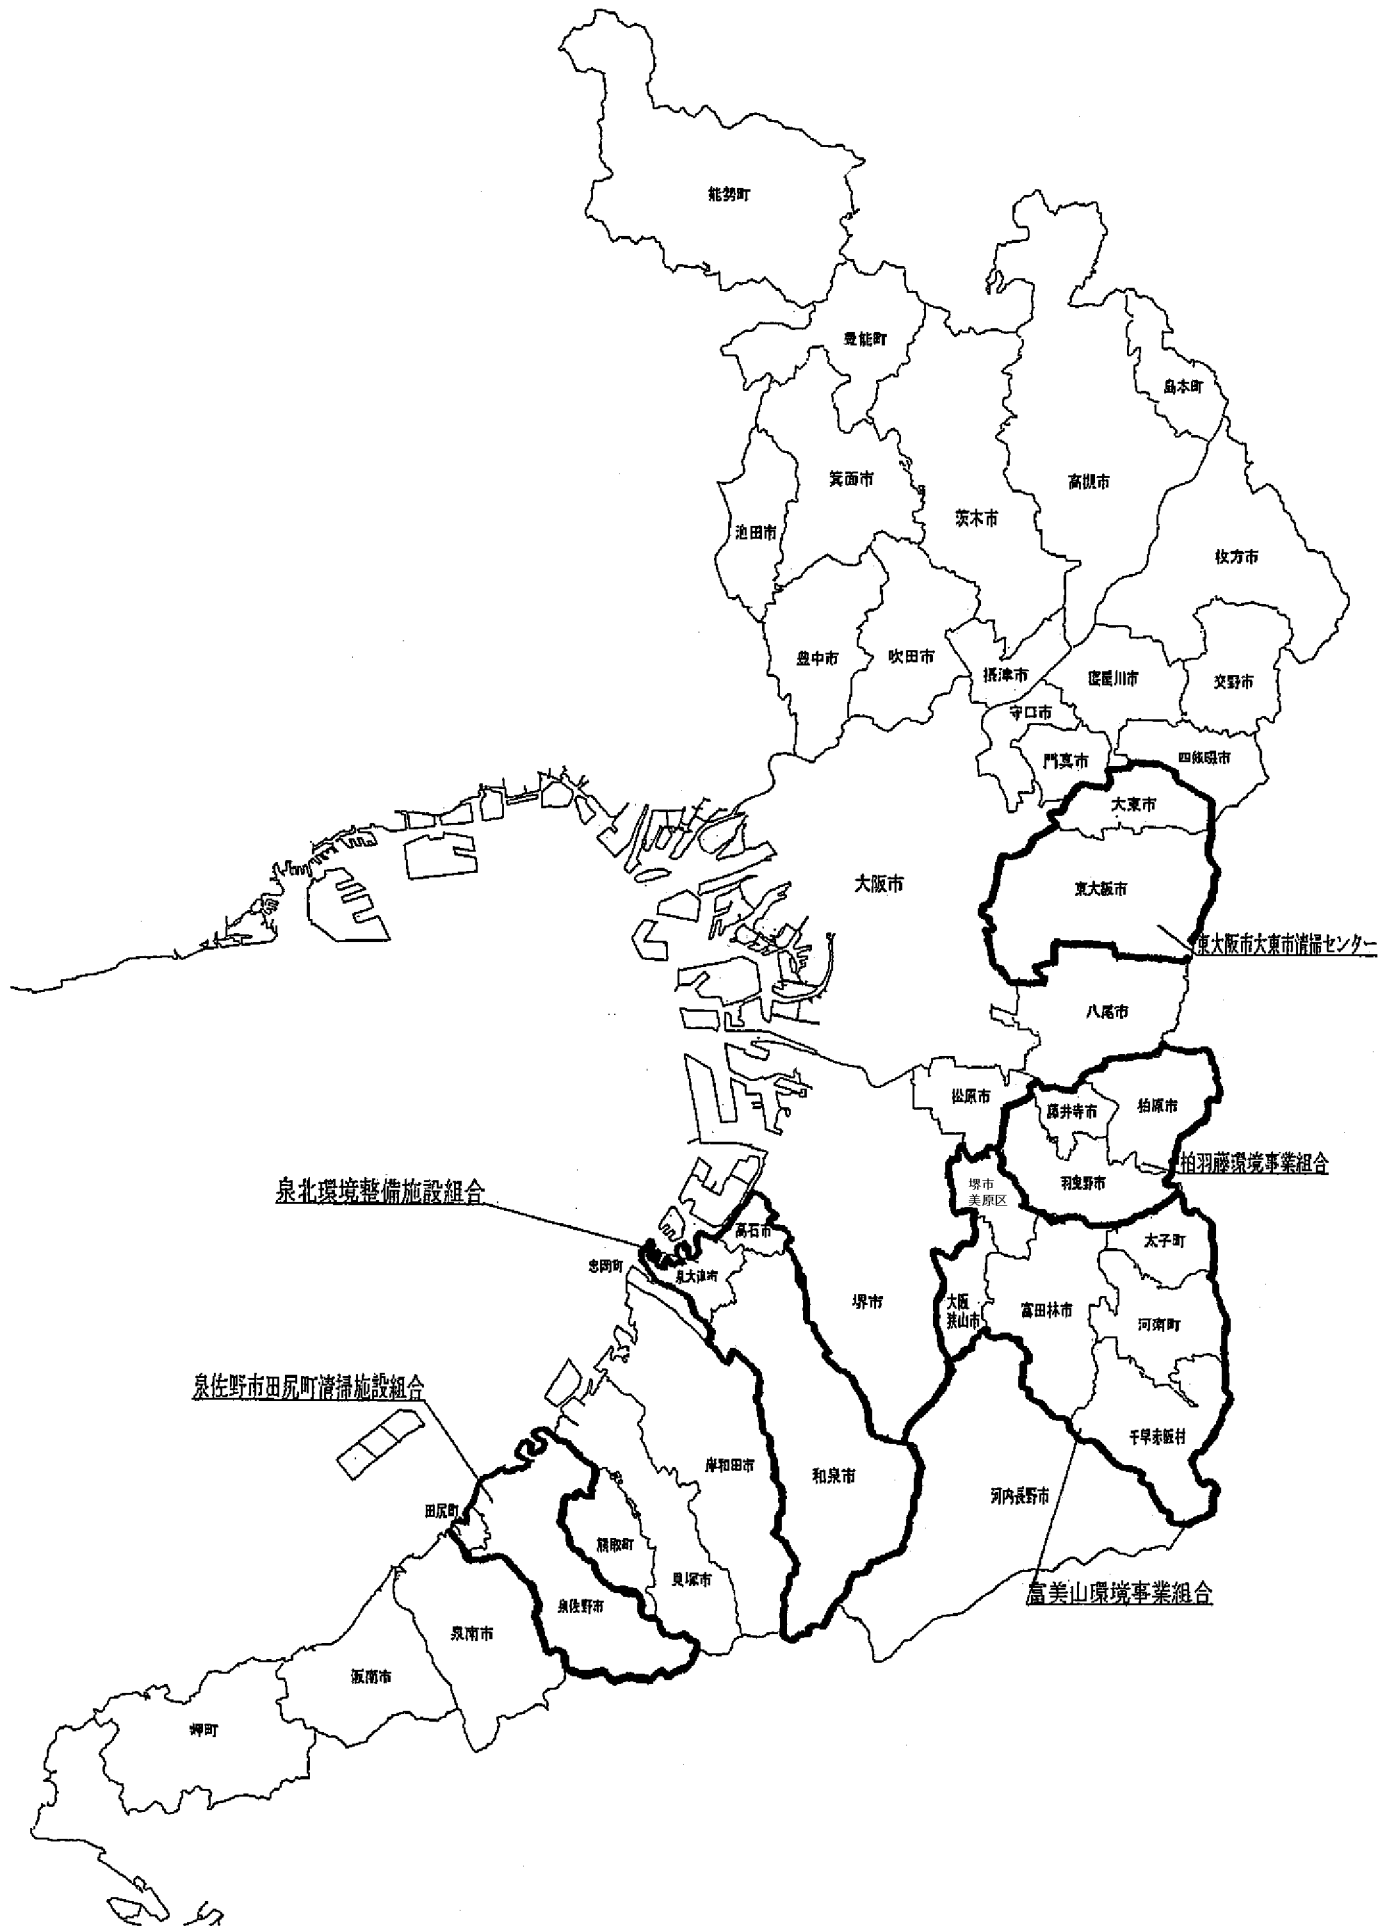 能勢町
豊能町
島本町
箕面市
高槻市
茨木市
池田市
枚方市
豊中市
吹田市
摂津市
寝屋川市
交野市
守口市
門真市
四條畷市
大東市
大阪市
東大阪市
東大阪市大東市清掃センター
八尾市
松原市
藤井寺市
柏原市
柏羽藤環境事業組合
羽曳野市
堺市
美原区
泉北環境整備施設組合
高石市
太子町
忠岡町
泉大津市
堺市
大阪
狭山市
富田林市
河南町
泉佐野市田尻町清掃施設組合
千早赤阪村
岸和田市
和泉市
河内長野市
田尻町
熊取町
貝塚市
富美山環境事業組合
泉佐野市
泉南市
阪南市
岬町